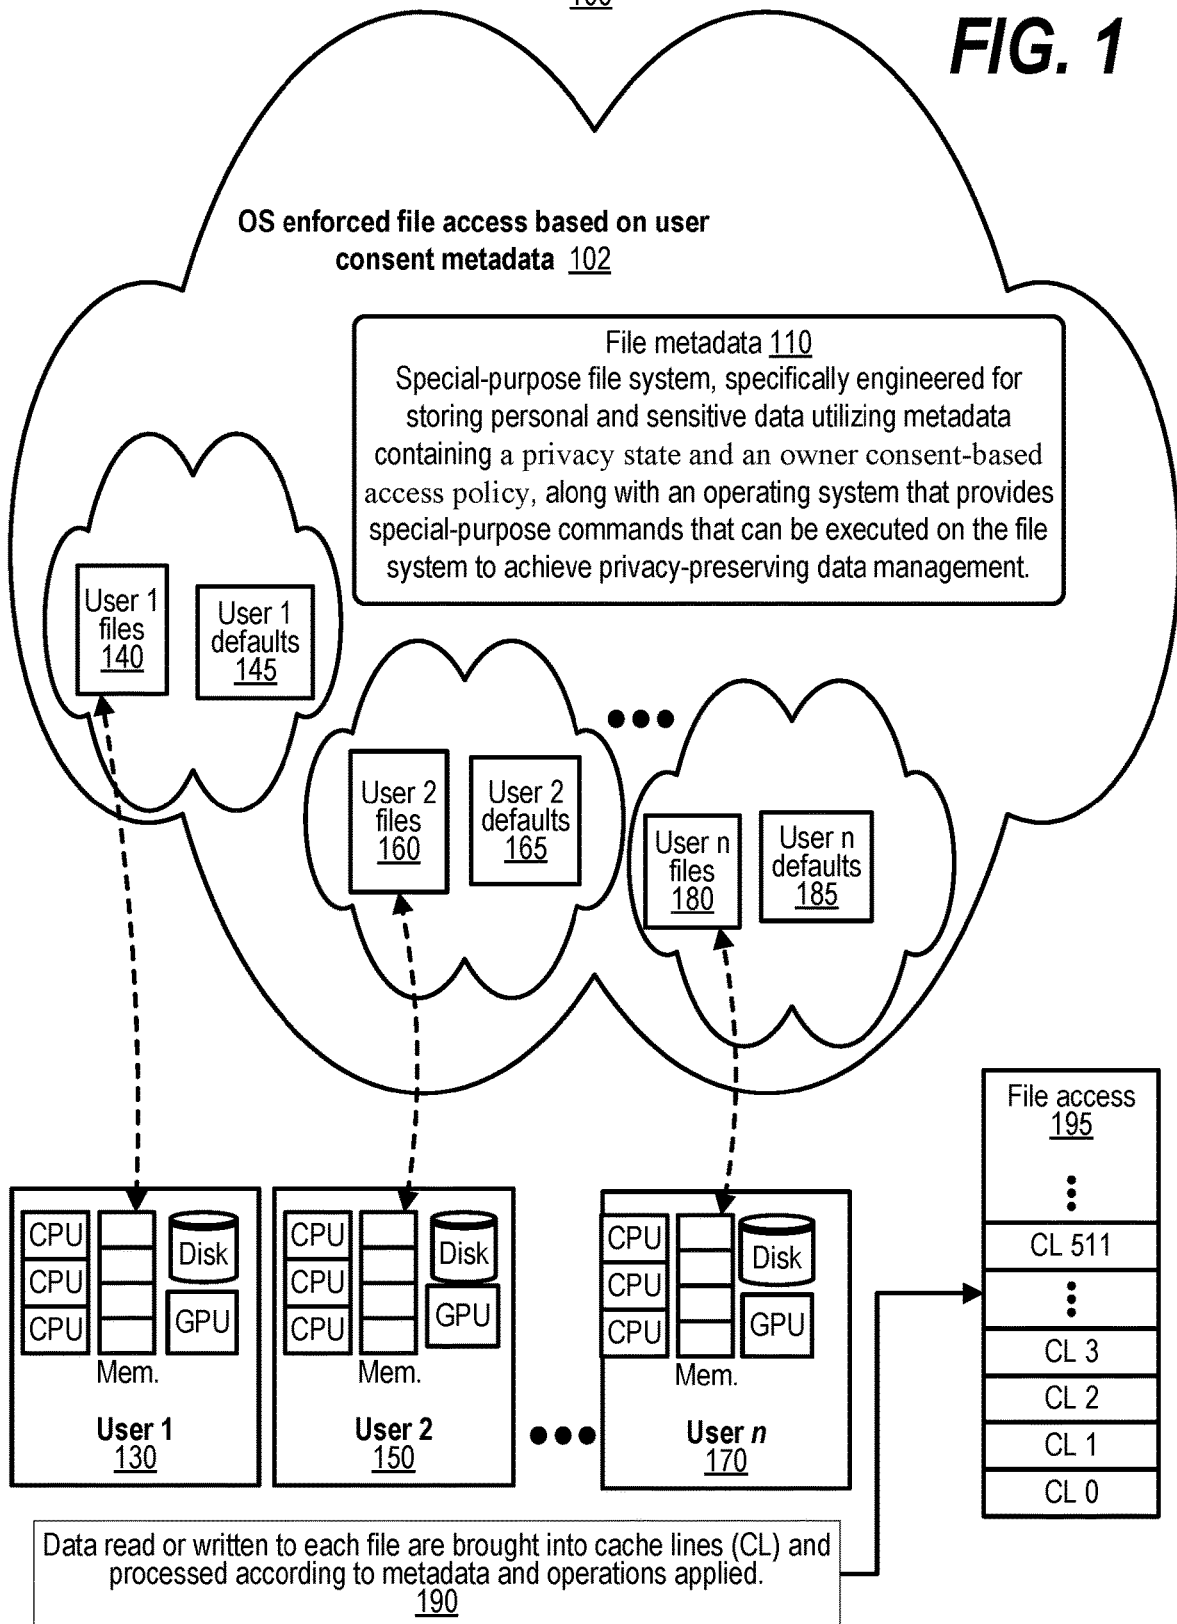 100
FIG. 1
OS enforced file access based on user
consent metadata 102
File metadata 110
Special-purpose file system, specifically engineered for
storing personal and sensitive data utilizing metadata
containing a privacy state and an owner consent-based
access policy, along with an operating system that provides
special-purpose commands that can be executed on the file
system to achieve privacy-preserving data management.
User 1
files
140
User 1
defaults
145
User 2
files
160
User 2
defaults
165
User n
files
180
User n
defaults
185
CPU
CPU
CPU
Mem.
Disk
GPU
User 1
130
CPU
CPU
CPU
Mem.
Disk
GPU
User 2
150
CPU
CPU
CPU
Mem.
Disk
GPU
User n
170
File access
195
CL 511
CL 3
CL 2
CL 1
CL 0
Data read or written to each file are brought into cache lines (CL) and
processed according to metadata and operations applied.
190